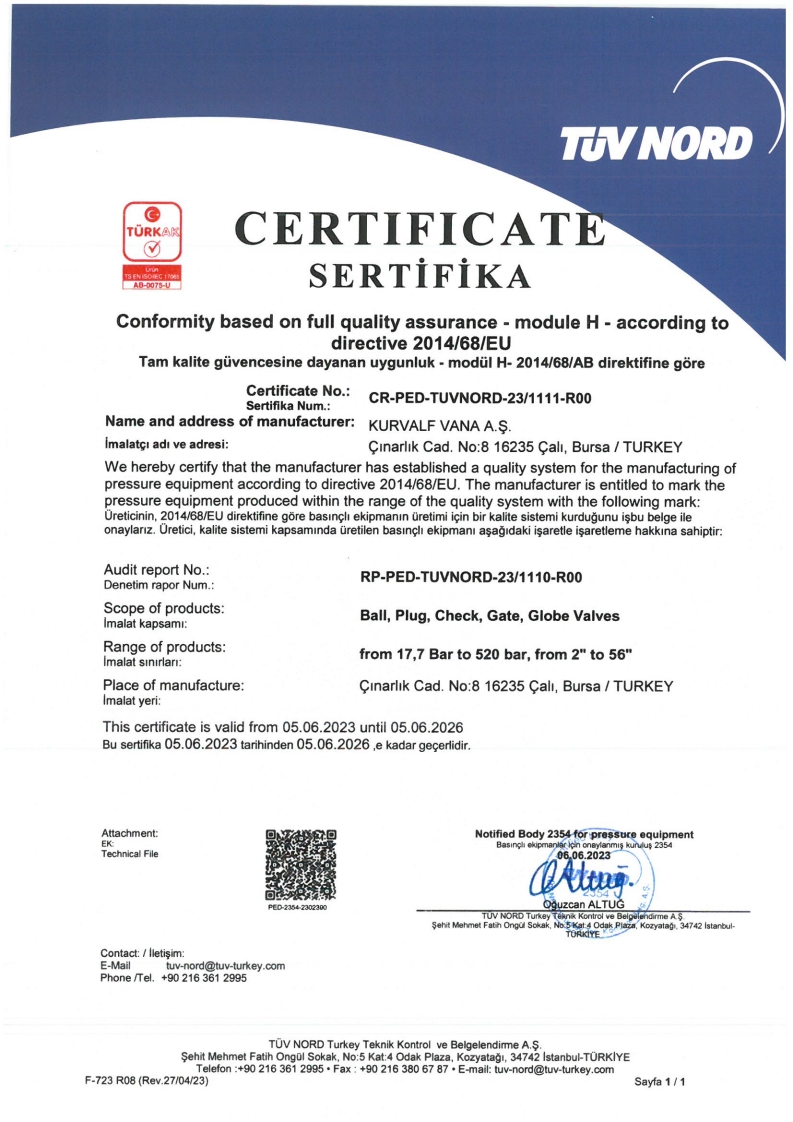 TÜV NORD
TÜRKAK
Ürün
TS EN ISO/IEC 17065
AB-0075-U
CERTIFICATE
SERTİFİKA
Conformity based on full quality assurance - module H - according to
directive 2014/68/EU
Tam kalite güvencesine dayanan uygunluk - modül H- 2014/68/AB direktifine göre
Certificate No.: CR-PED-TUVNORD-23/1111-R00
Sertifika Num.:
Name and address of manufacturer: KURVALF VANA A.Ş.
İmalatçı adı ve adresi: Çınarlık Cad. No:8 16235 Çalı, Bursa / TURKEY
We hereby certify that the manufacturer has established a quality system for the manufacturing of
pressure equipment according to directive 2014/68/EU. The manufacturer is entitled to mark the
pressure equipment produced within the range of the quality system with the following mark:
Üreticinin, 2014/68/EU direktifine göre basınçlı ekipmanın üretimi için bir kalite sistemi kurduğunu işbu belge ile
onaylarız. Üretici, kalite sistemi kapsamında üretilen basınçlı ekipmanı aşağıdaki işaretle işaretleme hakkına sahiptir:
Audit report No.: RP-PED-TUVNORD-23/1110-R00
Denetim rapor Num.:
Scope of products: Ball, Plug, Check, Gate, Globe Valves
İmalat kapsamı:
Range of products: from 17,7 Bar to 520 bar, from 2" to 56"
İmalat sınırları:
Place of manufacture: Çınarlık Cad. No:8 16235 Çalı, Bursa / TURKEY
İmalat yeri:
This certificate is valid from 05.06.2023 until 05.06.2026
Bu sertifika 05.06.2023 tarihinden 05.06.2026 ,e kadar geçerlidir.
Attachment:
EK:
Technical File
PED-2354-2302390
Notified Body 2354 for pressure equipment
Basınçlı ekipmanlar için onaylanmış kuruluş 2354
06.06.2023
Oğuzcan ALTUĞ
TÜV NORD Turkey Teknik Kontrol ve Belgelendirme A.Ş.
Şehit Mehmet Fatih Ongül Sokak, No:5 Kat:4 Odak Plaza, Kozyatağı, 34742 İstanbul-
TÜRKİYE
Contact: / İletişim:
E-Mail tuv-nord@tuv-turkey.com
Phone /Tel. +90 216 361 2995
TÜV NORD Turkey Teknik Kontrol ve Belgelendirme A.Ş.
Şehit Mehmet Fatih Ongül Sokak, No:5 Kat:4 Odak Plaza, Kozyatağı, 34742 İstanbul-TÜRKİYE
Telefon :+90 216 361 2995 • Fax : +90 216 380 67 87 • E-mail: tuv-nord@tuv-turkey.com
F-723 R08 (Rev.27/04/23) Sayfa 1 / 1